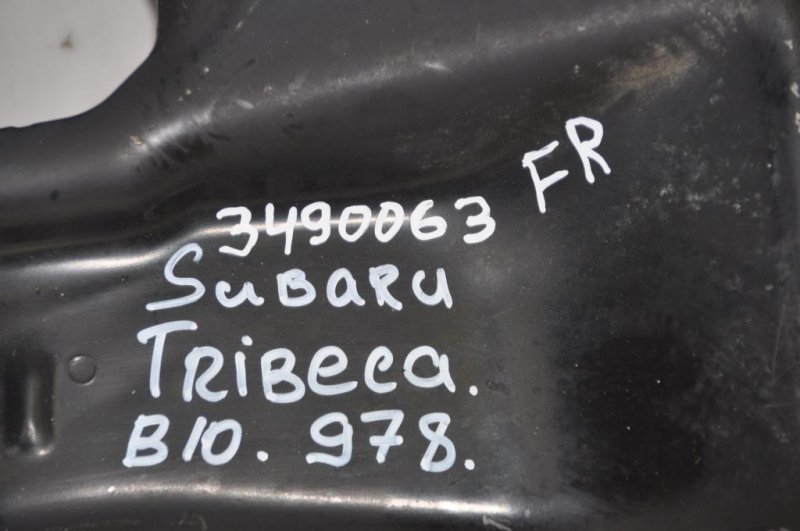 3490063 FR
Subaru
Tribeca.
B10. 978.